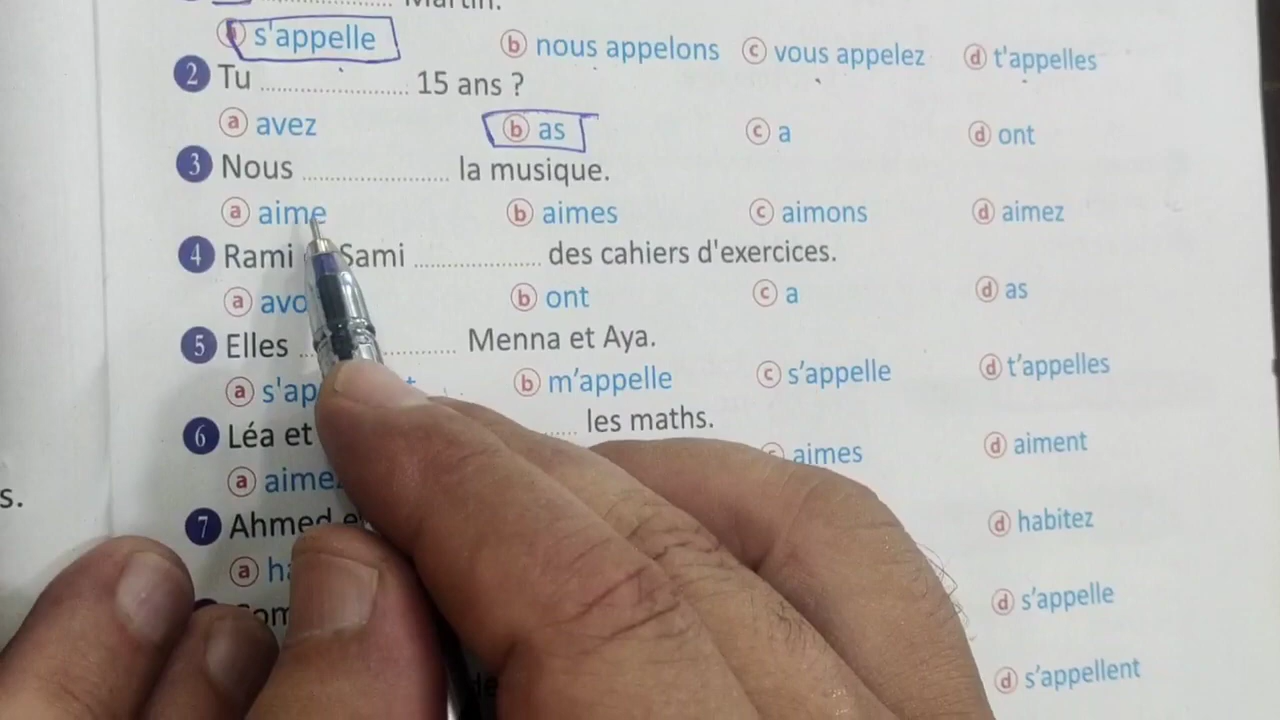 Martin.
a s'appelle b nous appelons c vous appelez d t'appelles
2 Tu ...................... 15 ans ?
a avez b as c a d ont
3 Nous ...................... la musique.
a aime b aimes c aimons d aimez
4 Rami Sami ................... des cahiers d'exercices.
a b ont c a d as
5 Elles ...................... Menna et Aya.
a b m'appelle c s'appelle d t'appelles
6 Léa et les maths.
a c aimes d aiment
7 Ahmed
a d habitez
d s'appelle
d s'appellent
s.